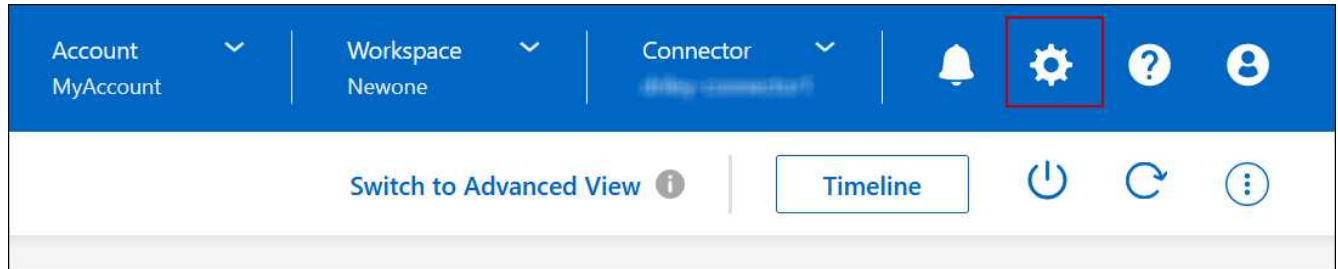 Account
MyAccount
Workspace
Newone
Connector
Switch to Advanced View
Timeline